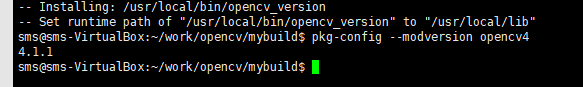 -- Installing: /usr/local/bin/opencv_version
-- Set runtime path of "/usr/local/bin/opencv_version" to "/usr/local/lib"
sms@sms-VirtualBox:~/work/opencv/mybuild$ pkg-config --modversion opencv4
4.1.1
sms@sms-VirtualBox:~/work/opencv/mybuild$